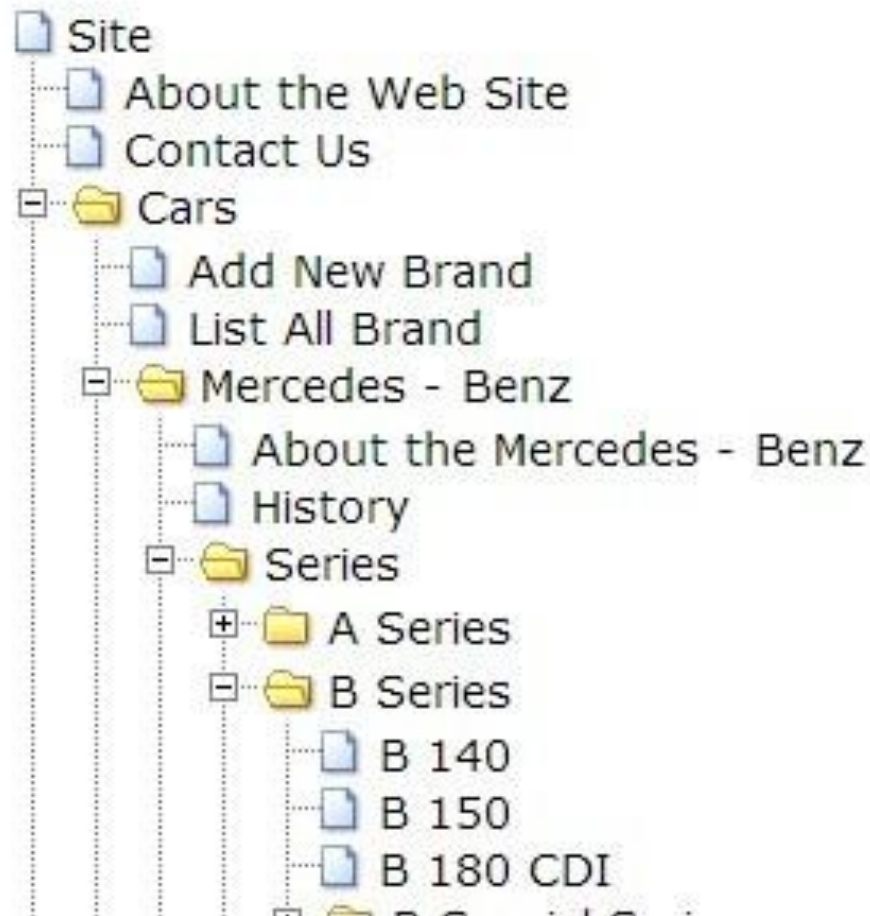 Site
About the Web Site
Contact Us
Cars
Add New Brand
List All Brand
Mercedes - Benz
About the Mercedes - Benz
History
Series
A Series
B Series
B 140
B 150
B 180 CDI